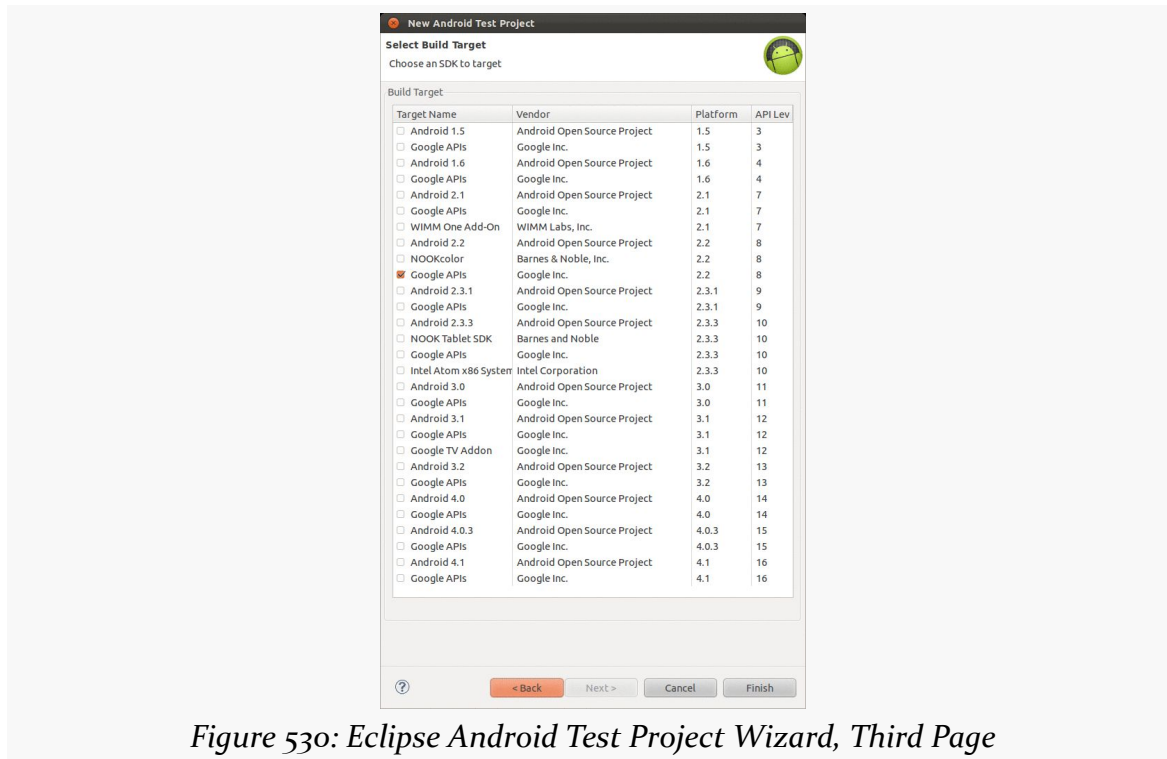 New Android Test Project
Select Build Target
Choose an SDK to target
Build Target
Target Name Vendor Platform API Lev
Android 1.5 Android Open Source Project 1.5 3
Google APIs Google Inc. 1.5 3
Android 1.6 Android Open Source Project 1.6 4
Google APIs Google Inc. 1.6 4
Android 2.1 Android Open Source Project 2.1 7
Google APIs Google Inc. 2.1 7
WIMM One Add-On WIMM Labs, Inc. 2.1 7
Android 2.2 Android Open Source Project 2.2 8
NOOKcolor Barnes & Noble, Inc. 2.2 8
Google APIs Google Inc. 2.2 8
Android 2.3.1 Android Open Source Project 2.3.1 9
Google APIs Google Inc. 2.3.1 9
Android 2.3.3 Android Open Source Project 2.3.3 10
NOOK Tablet SDK Barnes and Noble 2.3.3 10
Google APIs Google Inc. 2.3.3 10
Intel Atom x86 System Intel Corporation 2.3.3 10
Android 3.0 Android Open Source Project 3.0 11
Google APIs Google Inc. 3.0 11
Android 3.1 Android Open Source Project 3.1 12
Google APIs Google Inc. 3.1 12
Google TV Addon Google Inc. 3.1 12
Android 3.2 Android Open Source Project 3.2 13
Google APIs Google Inc. 3.2 13
Android 4.0 Android Open Source Project 4.0 14
Google APIs Google Inc. 4.0 14
Android 4.0.3 Android Open Source Project 4.0.3 15
Google APIs Google Inc. 4.0.3 15
Android 4.1 Android Open Source Project 4.1 16
Google APIs Google Inc. 4.1 16
? < Back Next > Cancel Finish
Figure 530: Eclipse Android Test Project Wizard, Third Page